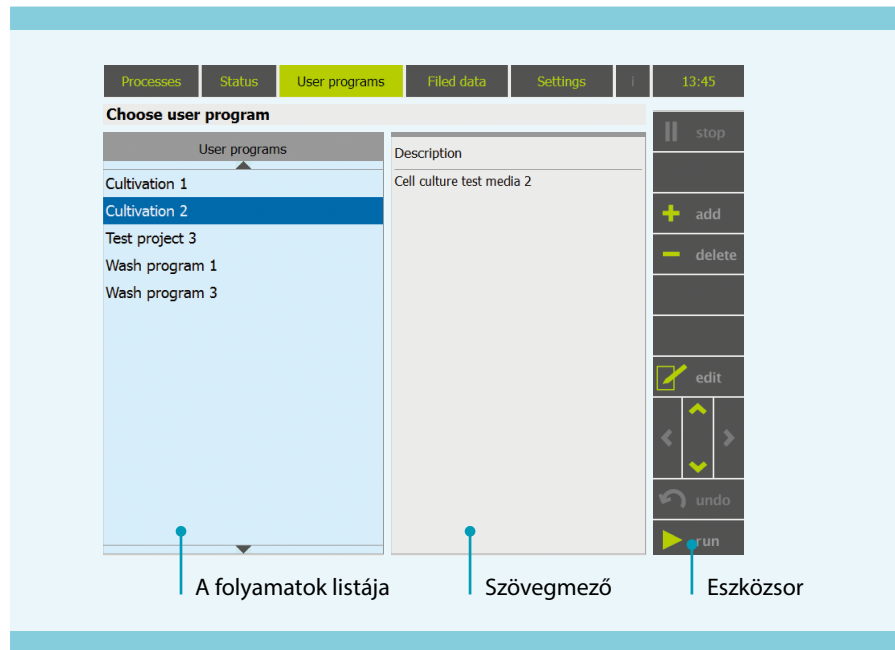 Processes Status User programs Filed data Settings i 13:45
Choose user program
stop
User programs
Description
Cultivation 1
Cell culture test media 2
Cultivation 2
add
Test project 3
delete
Wash program 1
Wash program 3
edit
undo
run
A folyamatok listája Szövegmező Eszközsor